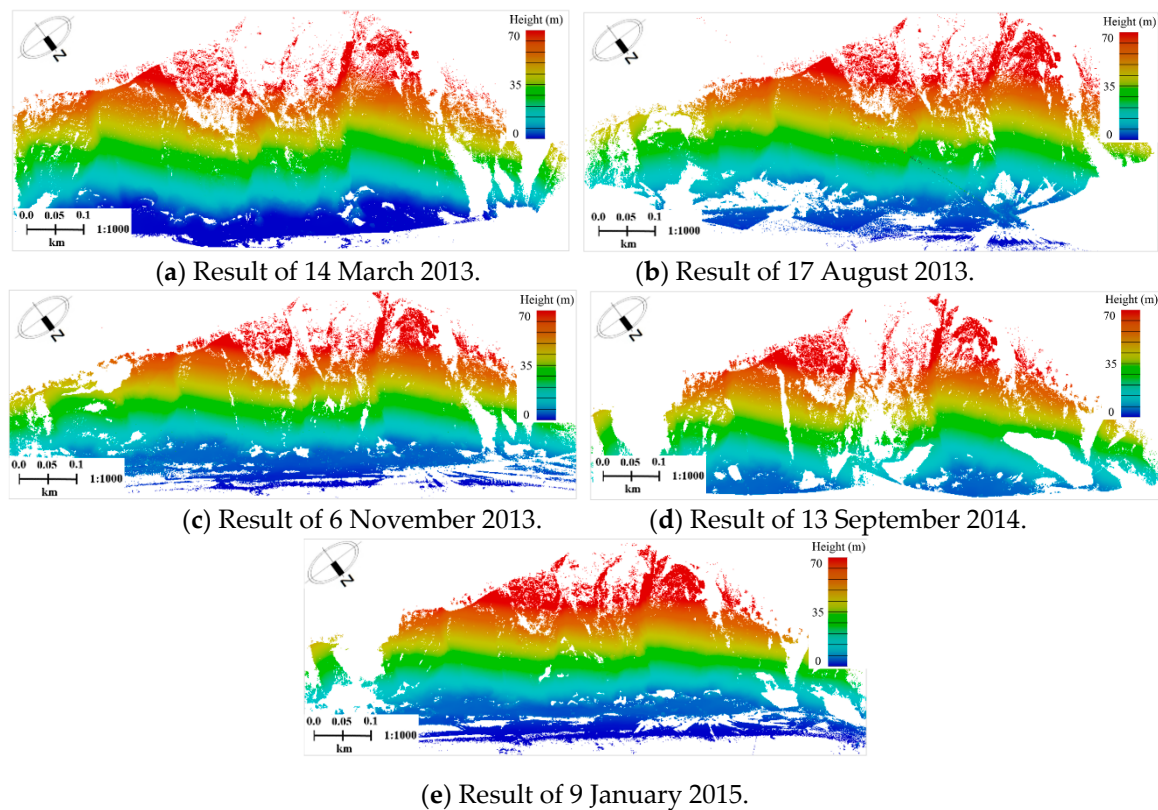 Height (m)
70
35
0
Z
0.0 0.05 0.1
km
1:1000
Height (m)
70
35
0
Z
0.0 0.05 0.1
km
1:1000
(a) Result of 14 March 2013.
(b) Result of 17 August 2013.
Height (m)
70
35
0
Z
0.0 0.05 0.1
km
1:1000
Height (m)
70
35
0
Z
0.0 0.05 0.1
km
1:1000
(c) Result of 6 November 2013.
(d) Result of 13 September 2014.
Height (m)
70
35
0
Z
0.0 0.05 0.1
km
1:1000
(e) Result of 9 January 2015.